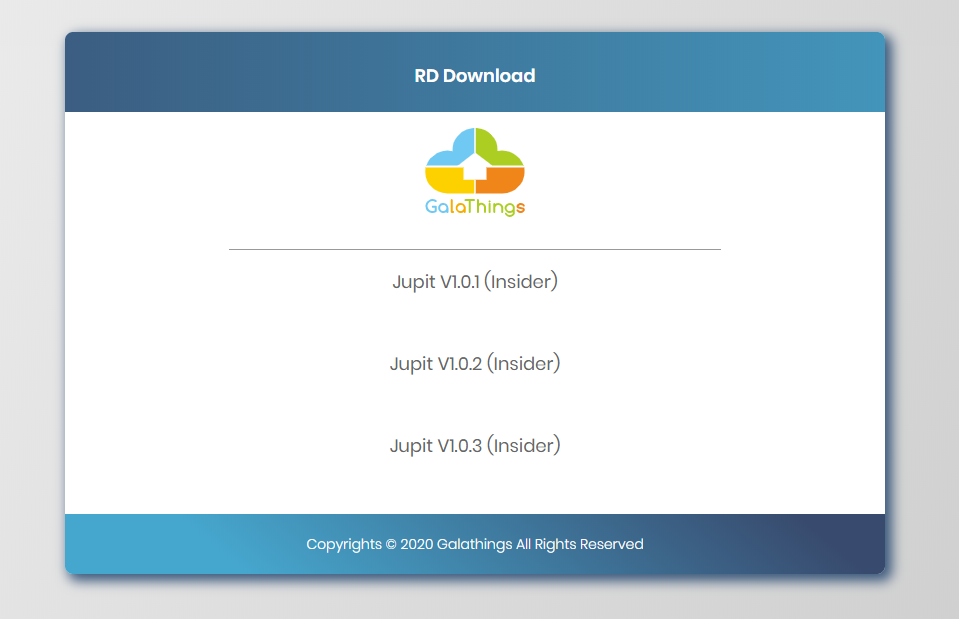 RD Download
GalaThings
Jupit V1.0.1 (Insider)
Jupit V1.0.2 (Insider)
Jupit V1.0.3 (Insider)
Copyrights © 2020 Galathings All Rights Reserved